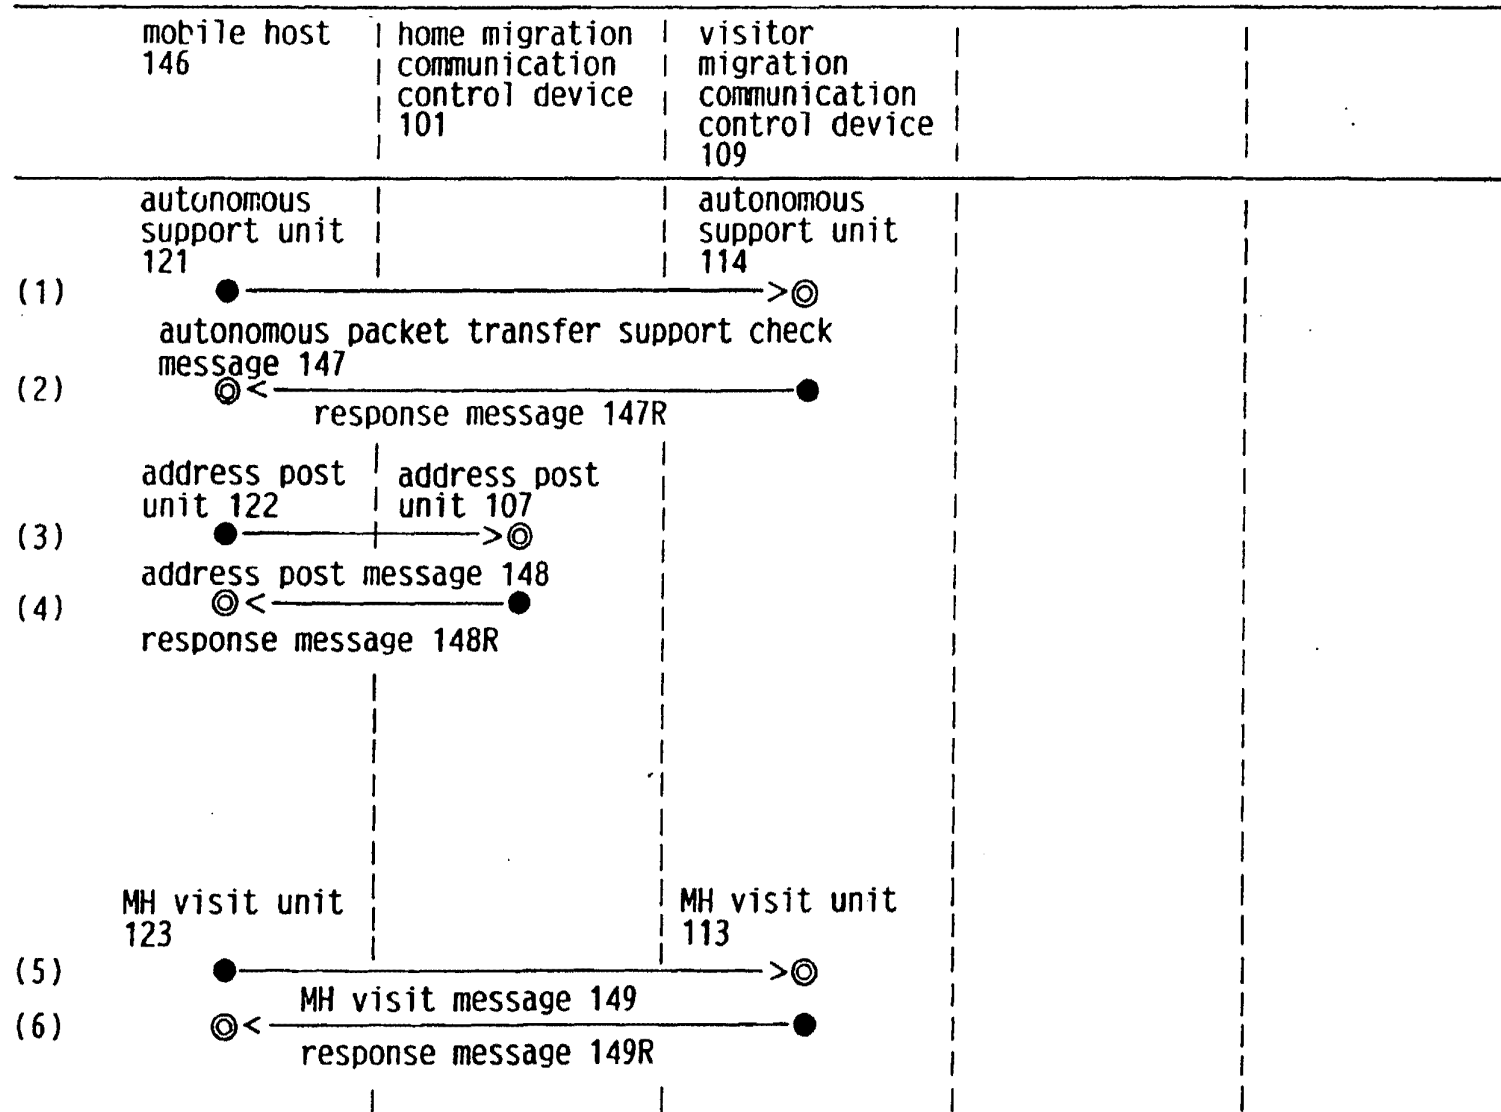 mobile host
146
home migration
communication
control device
101
visitor
migration
communication
control device
109
autonomous
support unit
121
autonomous
support unit
114
(1)
autonomous packet transfer support check
message 147
(2)
response message 147R
address post
unit 122
address post
unit 107
(3)
address post message 148
(4)
response message 148R
MH visit unit
123
MH visit unit
113
(5)
MH visit message 149
(6)
response message 149R